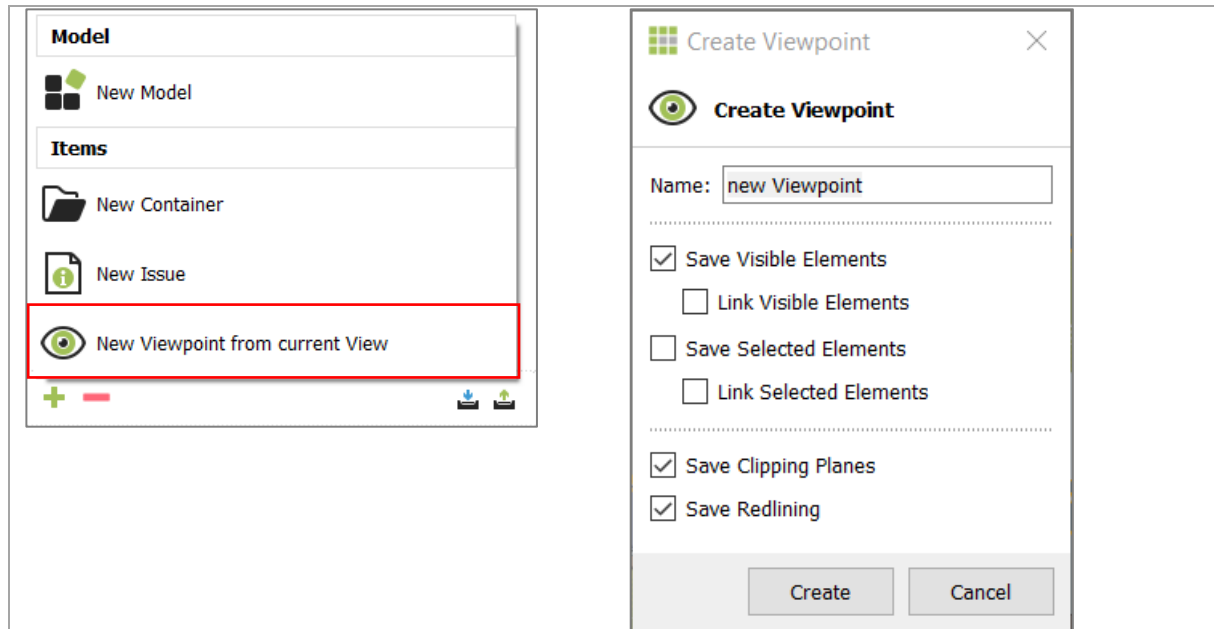 Model
New Model
Items
New Container
New Issue
New Viewpoint from current View
Create Viewpoint
Create Viewpoint
Name: new Viewpoint
Save Visible Elements
Link Visible Elements
Save Selected Elements
Link Selected Elements
Save Clipping Planes
Save Redlining
Create Cancel